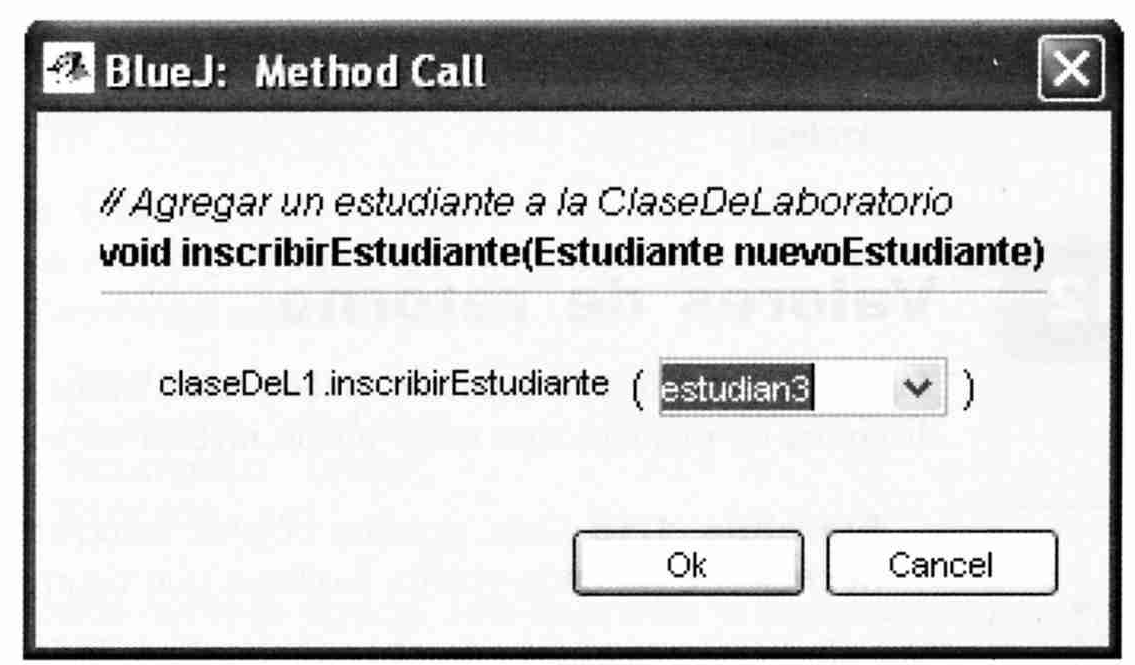 BlueJ: Method Call
// Agregar un estudiante a la ClaseDeLaboratorio
void inscribirEstudiante(Estudiante nuevoEstudiante)
claseDeL1.inscribirEstudiante ( estudian3 )
Ok Cancel